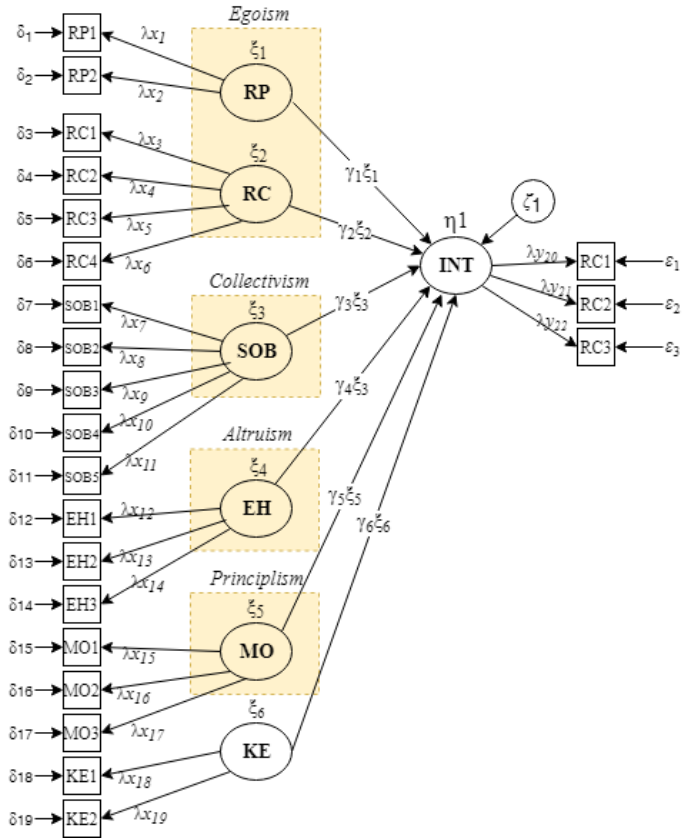 Egoism
δ1 RP1 λx1 ξ1
δ2 RP2 λx2 RP
δ3 RC1 λx3 ξ2 γ1ξ1
δ4 RC2 λx4 RC ζ1
δ5 RC3 λx5 γ2ξ2 η1
δ6 RC4 λx6 INT λy20 RC1 ε1
Collectivism
δ7 SOB1 λx7 ξ3 γ3ξ3 λy21 RC2 ε2
δ8 SOB2 λx8 SOB λy22 RC3 ε3
δ9 SOB3 λx9 γ4ξ3
δ10 SOB4 λx10
Altruism
δ11 SOB5 λx11 ξ4
δ12 EH1 λx12 EH γ5ξ5
δ13 EH2 λx13 γ6ξ6
δ14 EH3 λx14
Principlism
δ15 MO1 λx15 ξ5
δ16 MO2 λx16 MO
δ17 MO3 λx17 ξ6
δ18 KE1 λx18 KE
δ19 KE2 λx19